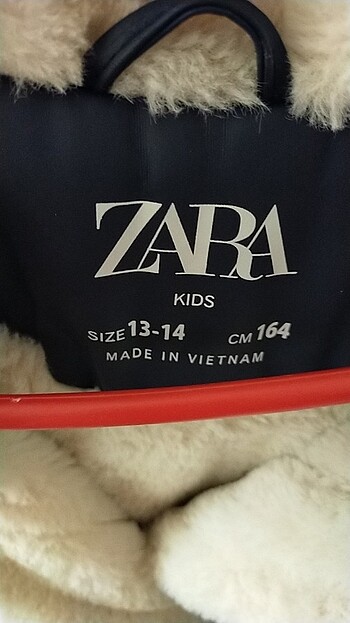 ZARA
KIDS
SIZE 13-14 CM 164
MADE IN VIETNAM